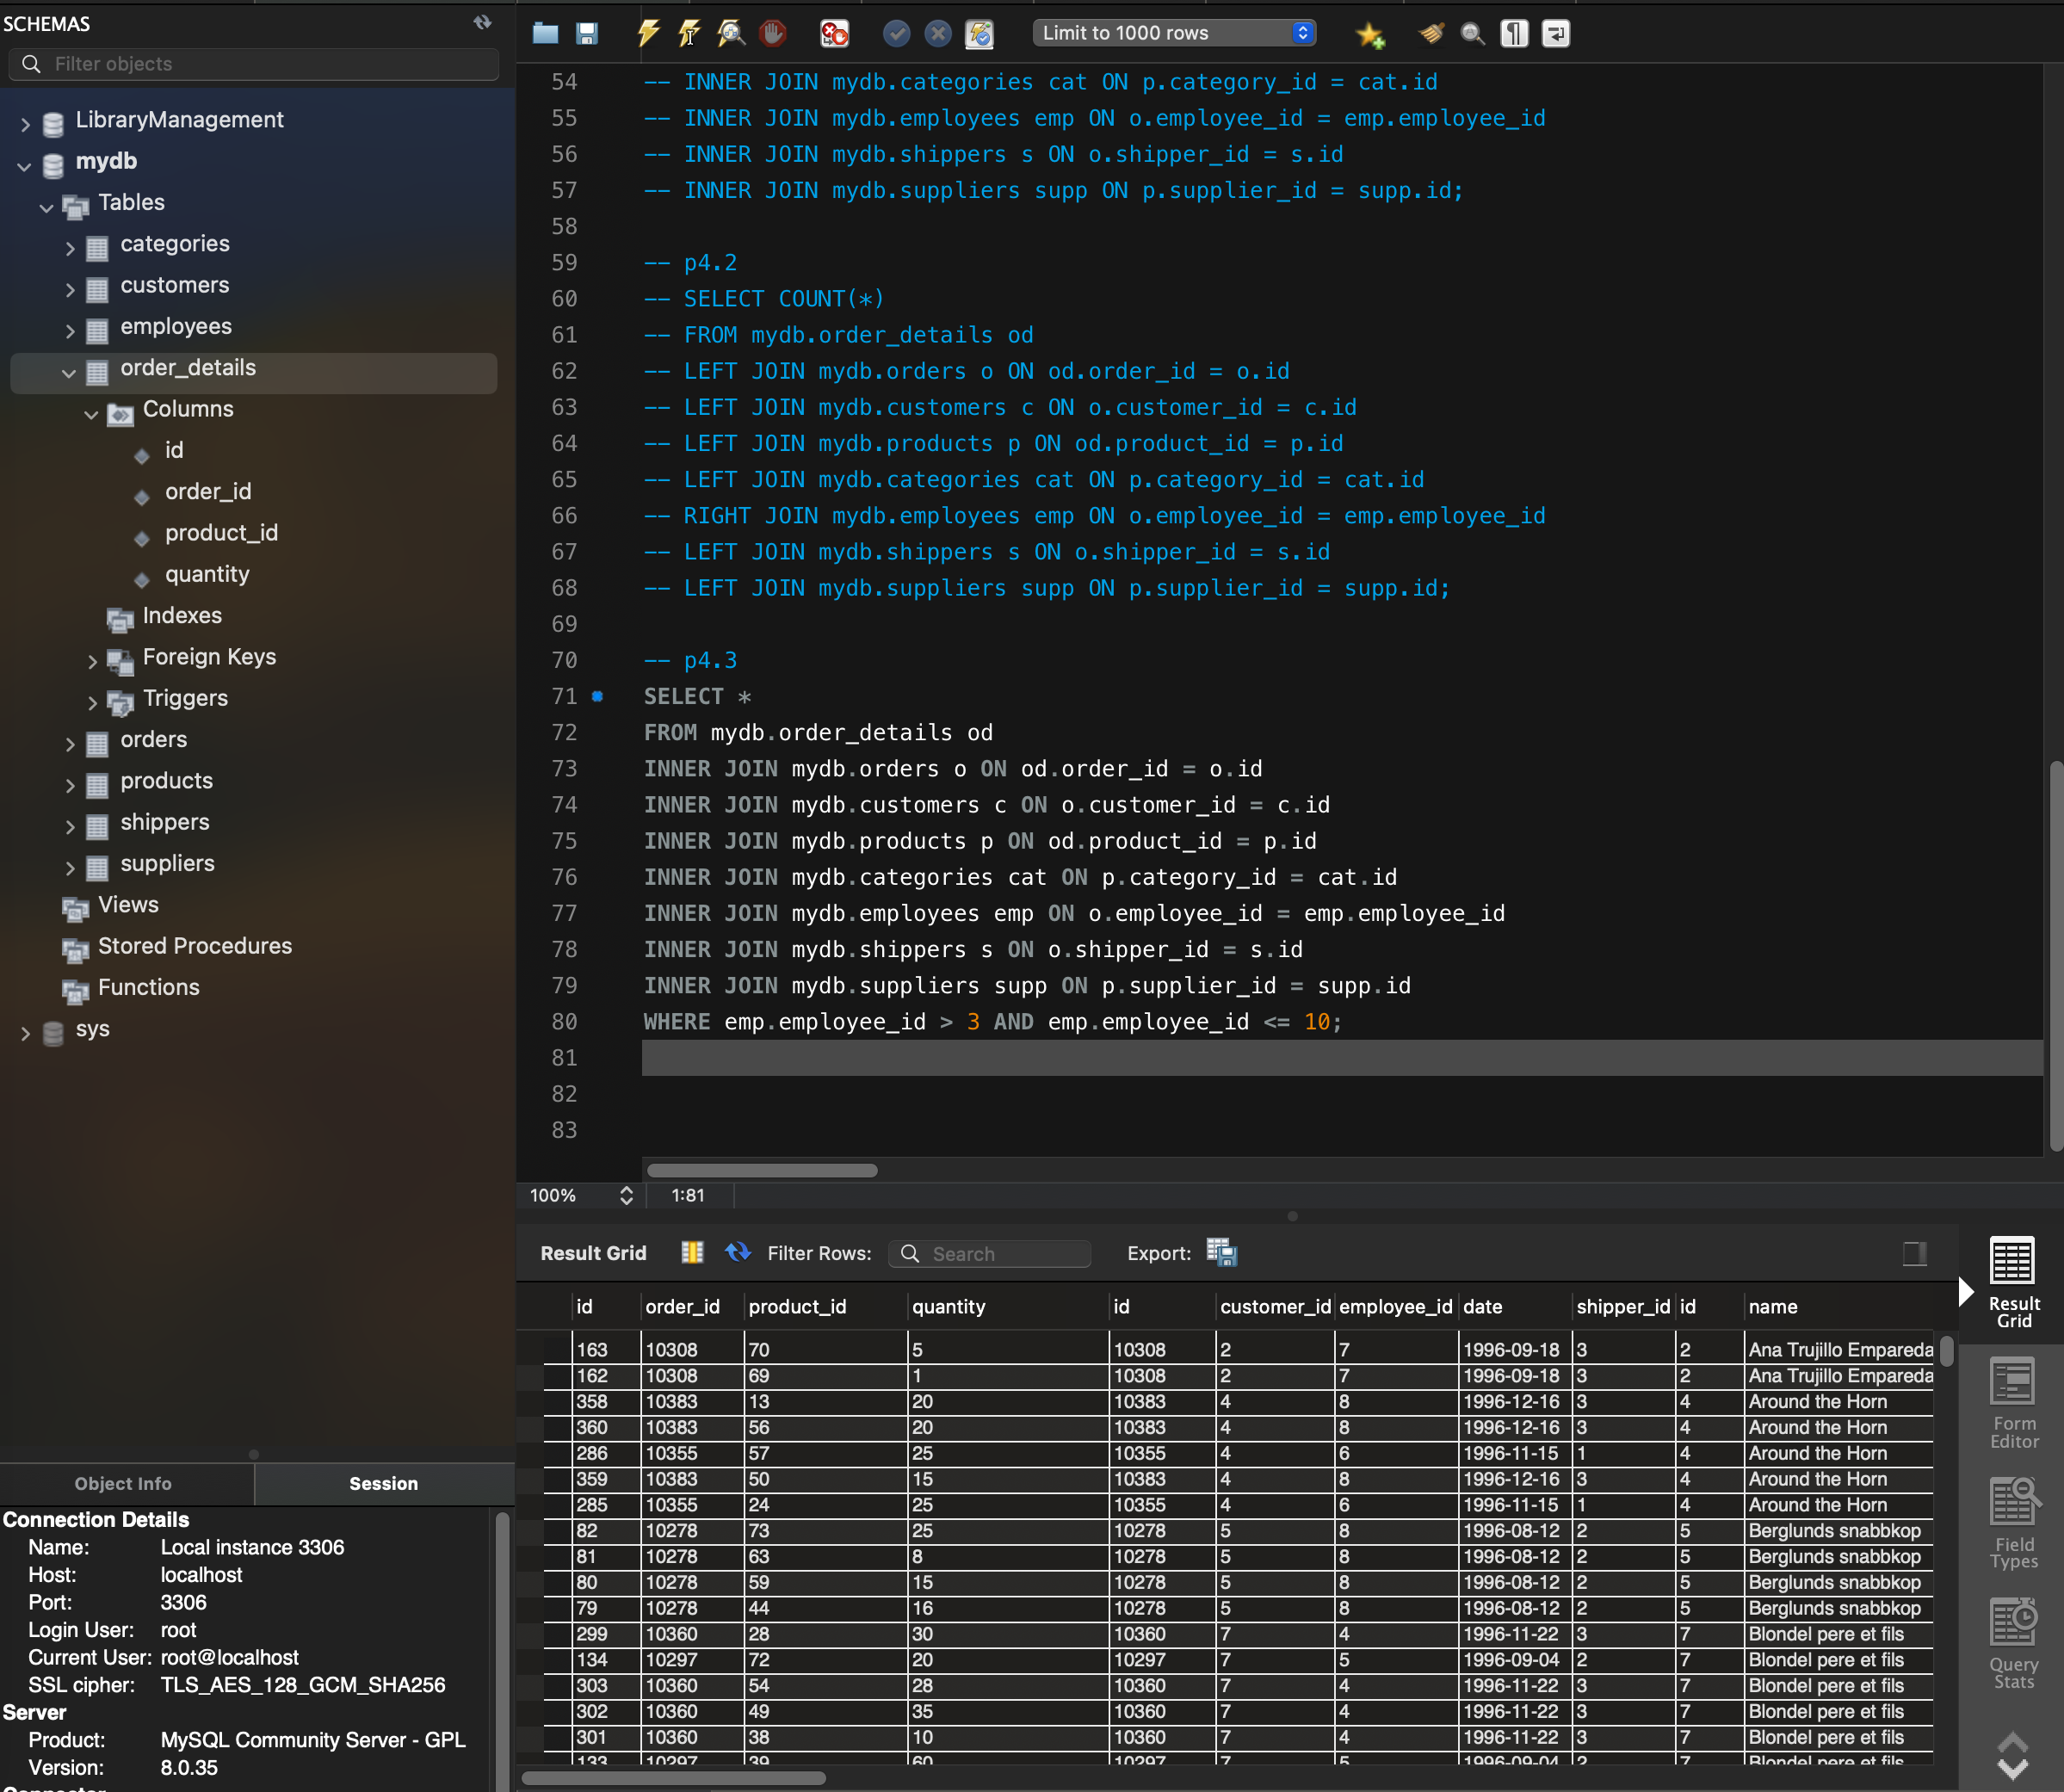 SCHEMAS
Filter objects
LibraryManagement
mydb
Tables
categories
customers
employees
order_details
Columns
id
order_id
product_id
quantity
Indexes
Foreign Keys
Triggers
orders
products
shippers
suppliers
Views
Stored Procedures
Functions
sys
Object Info Session
Connection Details
Name: Local instance 3306
Host: localhost
Port: 3306
Login User: root
Current User: root@localhost
SSL cipher: TLS_AES_128_GCM_SHA256
Server
Product: MySQL Community Server - GPL
Version: 8.0.35
Limit to 1000 rows
54 -- INNER JOIN mydb.categories cat ON p.category_id = cat.id
55 -- INNER JOIN mydb.employees emp ON o.employee_id = emp.employee_id
56 -- INNER JOIN mydb.shippers s ON o.shipper_id = s.id
57 -- INNER JOIN mydb.suppliers supp ON p.supplier_id = supp.id;
58
59 -- p4.2
60 -- SELECT COUNT(*)
61 -- FROM mydb.order_details od
62 -- LEFT JOIN mydb.orders o ON od.order_id = o.id
63 -- LEFT JOIN mydb.customers c ON o.customer_id = c.id
64 -- LEFT JOIN mydb.products p ON od.product_id = p.id
65 -- LEFT JOIN mydb.categories cat ON p.category_id = cat.id
66 -- RIGHT JOIN mydb.employees emp ON o.employee_id = emp.employee_id
67 -- LEFT JOIN mydb.shippers s ON o.shipper_id = s.id
68 -- LEFT JOIN mydb.suppliers supp ON p.supplier_id = supp.id;
69
70 -- p4.3
71 SELECT *
72 FROM mydb.order_details od
73 INNER JOIN mydb.orders o ON od.order_id = o.id
74 INNER JOIN mydb.customers c ON o.customer_id = c.id
75 INNER JOIN mydb.products p ON od.product_id = p.id
76 INNER JOIN mydb.categories cat ON p.category_id = cat.id
77 INNER JOIN mydb.employees emp ON o.employee_id = emp.employee_id
78 INNER JOIN mydb.shippers s ON o.shipper_id = s.id
79 INNER JOIN mydb.suppliers supp ON p.supplier_id = supp.id
80 WHERE emp.employee_id > 3 AND emp.employee_id <= 10;
81
82
83
100% 1:81
Result Grid Filter Rows: Search Export:
id order_id product_id quantity id customer_id employee_id date shipper_id id name
163 10308 70 5 10308 2 7 1996-09-18 3 2 Ana Trujillo Empareda
162 10308 69 1 10308 2 7 1996-09-18 3 2 Ana Trujillo Empareda
358 10383 13 20 10383 4 8 1996-12-16 3 4 Around the Horn
360 10383 56 20 10383 4 8 1996-12-16 3 4 Around the Horn
286 10355 57 25 10355 4 6 1996-11-15 1 4 Around the Horn
359 10383 50 15 10383 4 8 1996-12-16 3 4 Around the Horn
285 10355 24 25 10355 4 6 1996-11-15 1 4 Around the Horn
82 10278 73 25 10278 5 8 1996-08-12 2 5 Berglunds snabbkop
81 10278 63 8 10278 5 8 1996-08-12 2 5 Berglunds snabbkop
80 10278 59 15 10278 5 8 1996-08-12 2 5 Berglunds snabbkop
79 10278 44 16 10278 5 8 1996-08-12 2 5 Berglunds snabbkop
299 10360 28 30 10360 7 4 1996-11-22 3 7 Blondel pere et fils
134 10297 72 20 10297 7 5 1996-09-04 2 7 Blondel pere et fils
303 10360 54 28 10360 7 4 1996-11-22 3 7 Blondel pere et fils
302 10360 49 35 10360 7 4 1996-11-22 3 7 Blondel pere et fils
301 10360 38 10 10360 7 4 1996-11-22 3 7 Blondel pere et fils
133 10297 39 60 10297 7 5 1996-09-04 2 7 Blondel pere et fils
Result
Grid
Form
Editor
Field
Types
Query
Stats